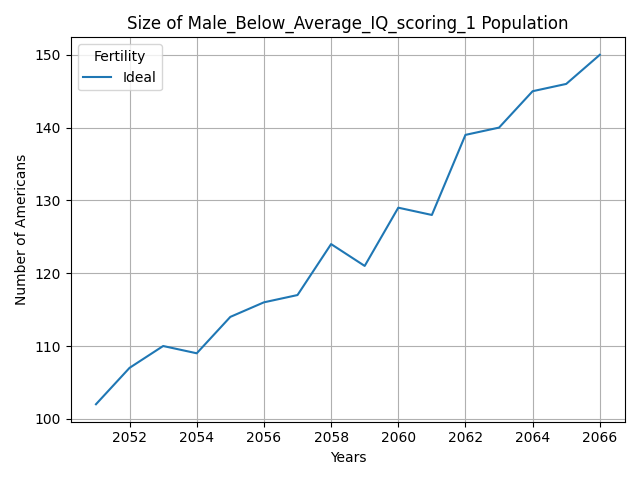 Size of Male_Below_Average_IQ_scoring_1 Population
Fertility
Ideal
Number of Americans
150
140
130
120
110
100
2052 2054 2056 2058 2060 2062 2064 2066
Years